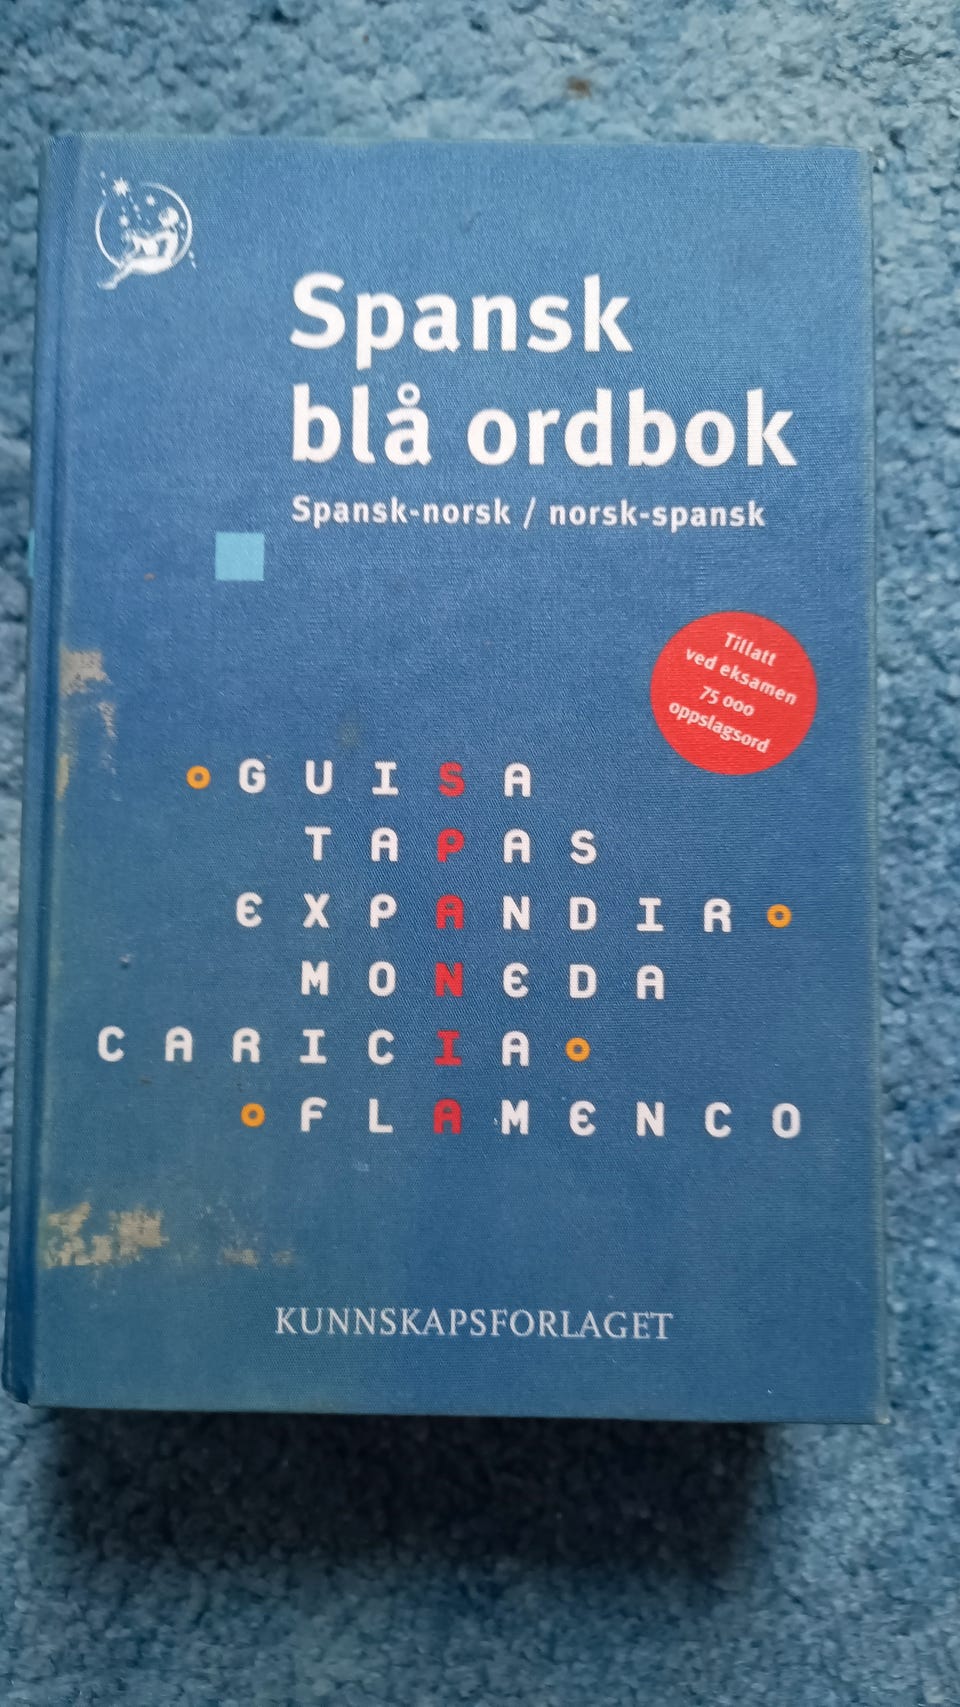 Spansk
blå ordbok
Spansk-norsk / norsk-spansk
Tillatt
ved eksamen
75 000
oppslagsord
GUISA
TAPAS
EXPANDIR
MONEDA
CARICIA
FLAMENCO
KUNNSKAPSFORLAGET